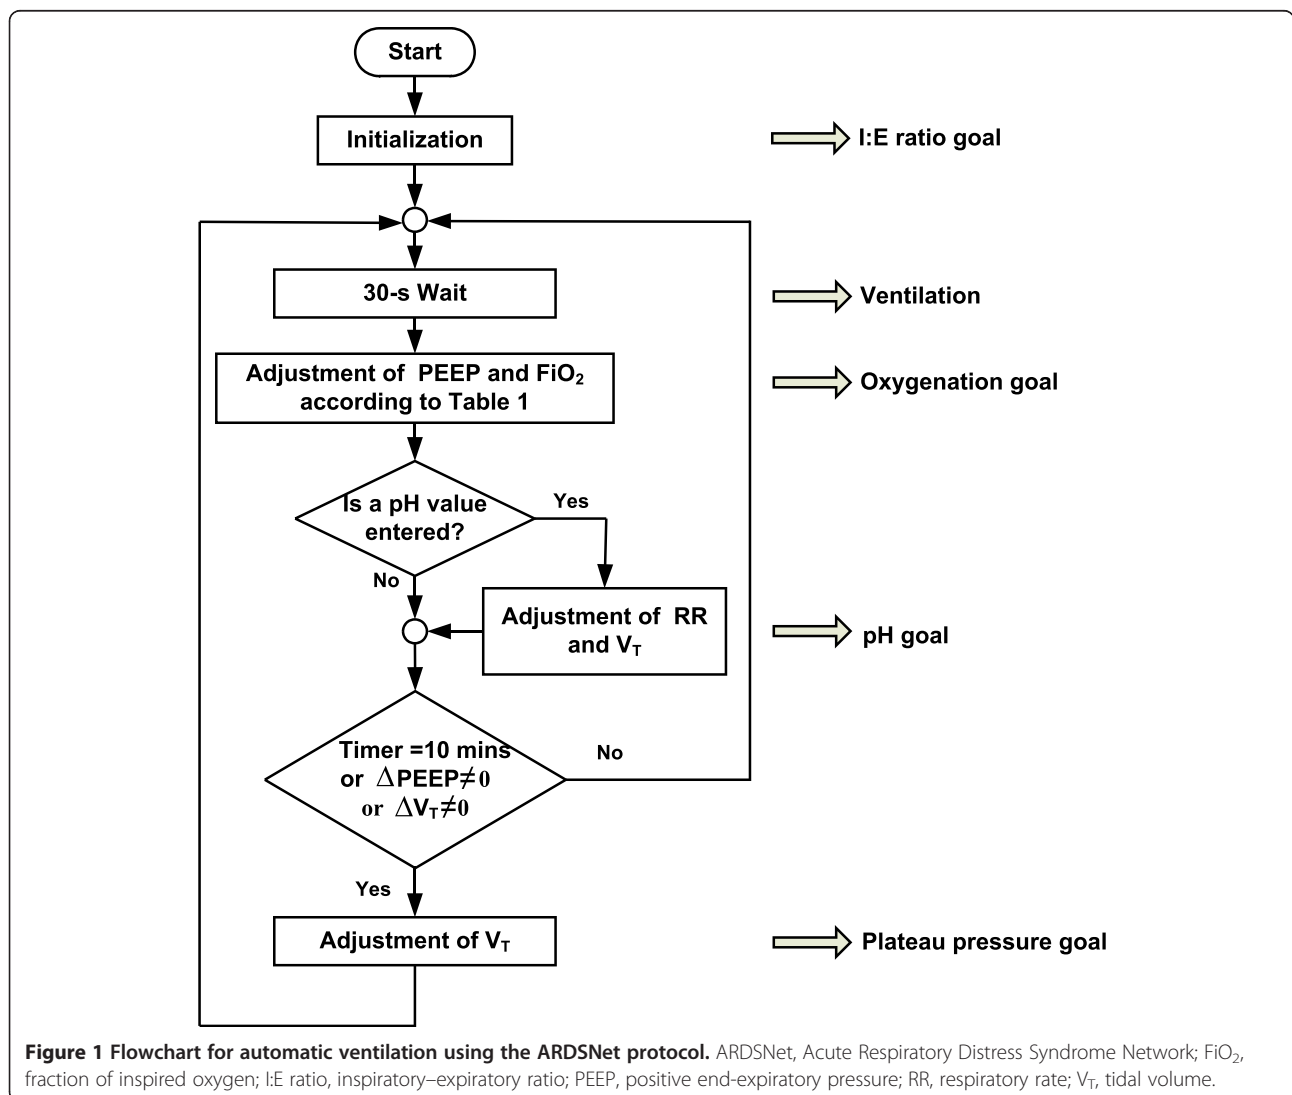 Start
Initialization
I:E ratio goal
30-s Wait
Ventilation
Adjustment of PEEP and FiO₂
according to Table 1
Oxygenation goal
Is a pH value
entered?
Yes
No
Adjustment of RR
and V_T
pH goal
Timer =10 mins
or ΔPEEP≠0
or ΔV_T≠0
No
Yes
Adjustment of V_T
Plateau pressure goal
Figure 1 Flowchart for automatic ventilation using the ARDSNet protocol. ARDSNet, Acute Respiratory Distress Syndrome Network; FiO₂,
fraction of inspired oxygen; I:E ratio, inspiratory–expiratory ratio; PEEP, positive end-expiratory pressure; RR, respiratory rate; V_T, tidal volume.